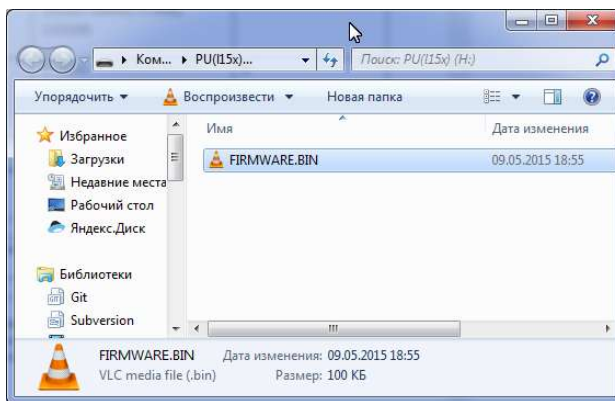 Ком... ▸ PU(I15x)...
Поиск: PU(I15x) (H:)
Упорядочить
Воспроизвести
Новая папка
Имя
Дата изменения
Избранное
Загрузки
Недавние места
Рабочий стол
Яндекс.Диск
Библиотеки
Git
Subversion
FIRMWARE.BIN
09.05.2015 18:55
FIRMWARE.BIN Дата изменения: 09.05.2015 18:55
VLC media file (.bin) Размер: 100 КБ